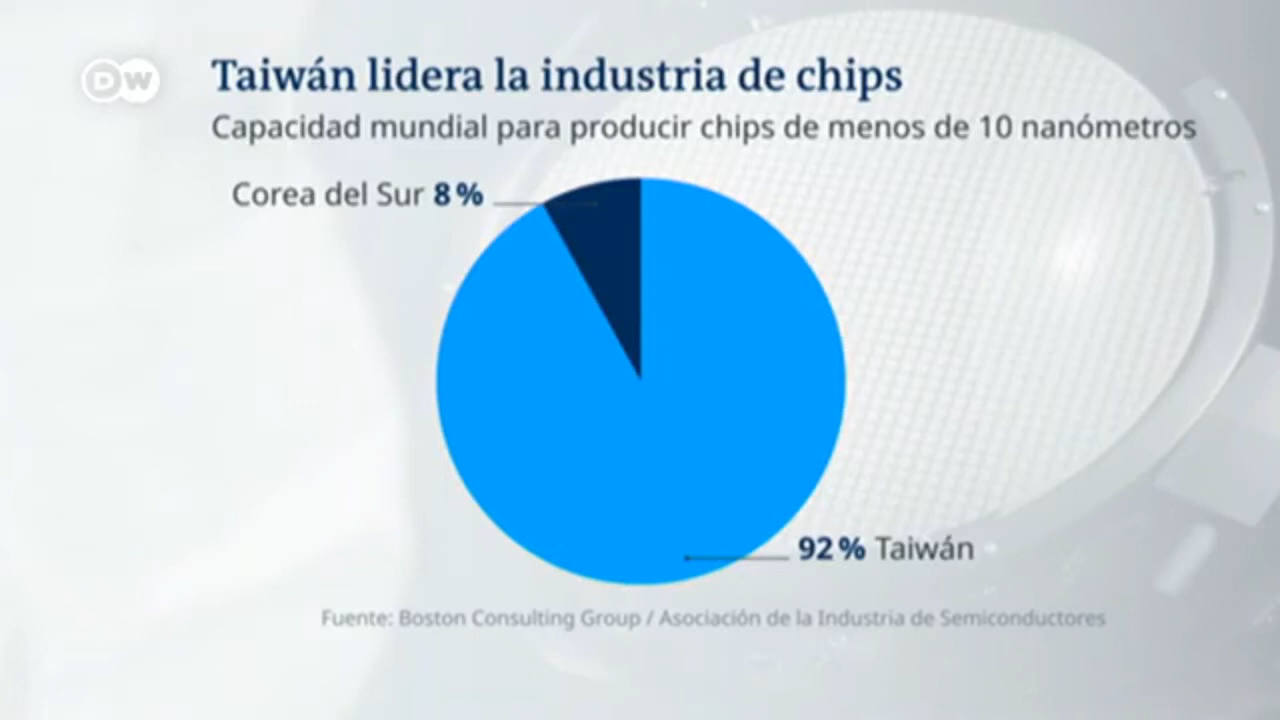 DW
Taiwán lidera la industria de chips
Capacidad mundial para producir chips de menos de 10 nanómetros
Corea del Sur 8 %
92 % Taiwán
Fuente: Boston Consulting Group / Asociación de la Industria de Semiconductores